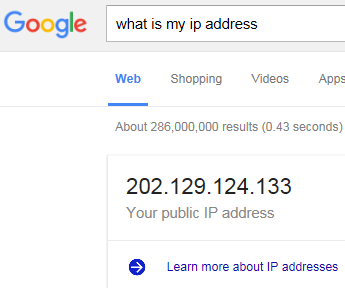 Google
what is my ip address
Web Shopping Videos Apps
About 286,000,000 results (0.43 seconds)
202.129.124.133
Your public IP address
Learn more about IP addresses